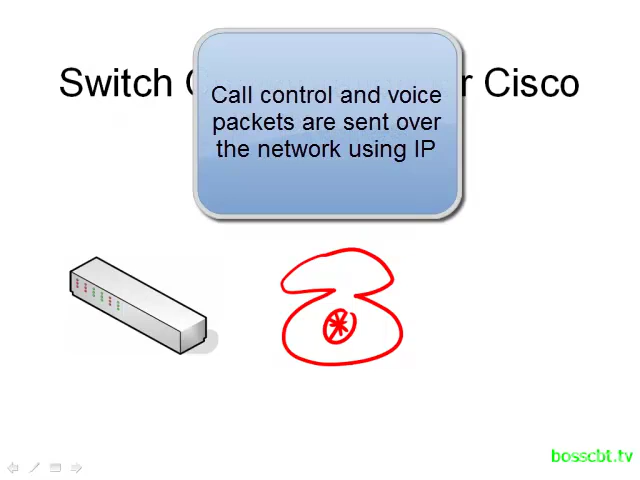 Switch C r Cisco
Call control and voice
packets are sent over
the network using IP
bosscbt.tv